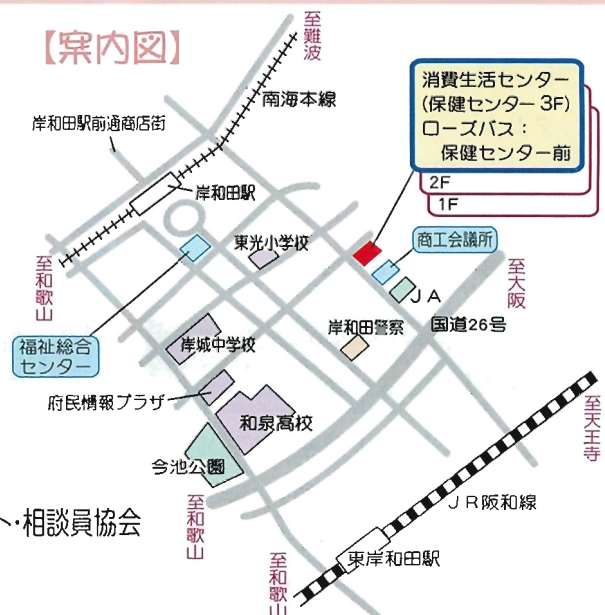 【案内図】
至難波
南海本線
岸和田駅前通商店街
岸和田駅
消費生活センター
(保健センター 3F)
ローズバス：
保健センター前
2F
1F
東光小学校
商工会議所
至和歌山
JA
至大阪
国道26号
岸和田警察
福祉総合
センター
岸城中学校
府民情報プラザ
和泉高校
今池公園
至天王寺
至和歌山
JR阪和線
・相談員協会
東岸和田駅
至和歌山